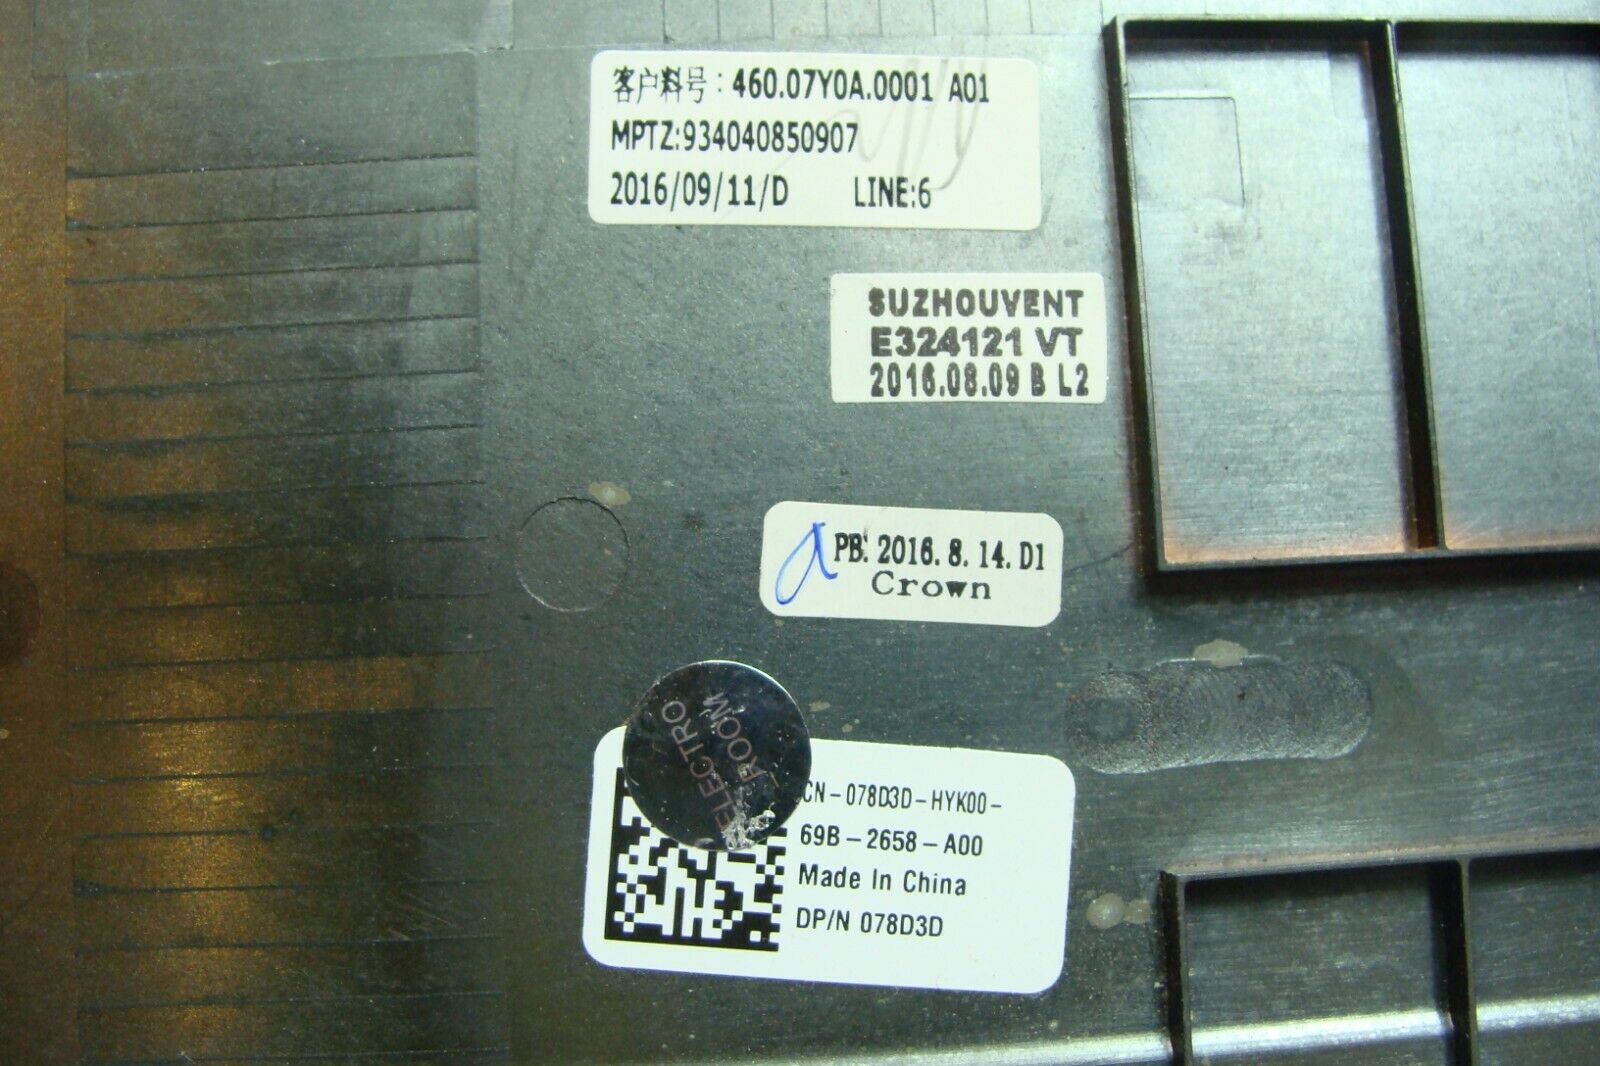 客户料号: 460.07Y0A.0001 A01
MPTZ:934040850907
2016/09/11/D LINE:6
SUZHOUVENT
E324121 VT
2016.08.09 B L2
PB: 2016. 8. 14. D1
Crown
ELECTRO
ROOM
CN-078D3D-HYK00-
69B-2658-A00
Made In China
DP/N 078D3D